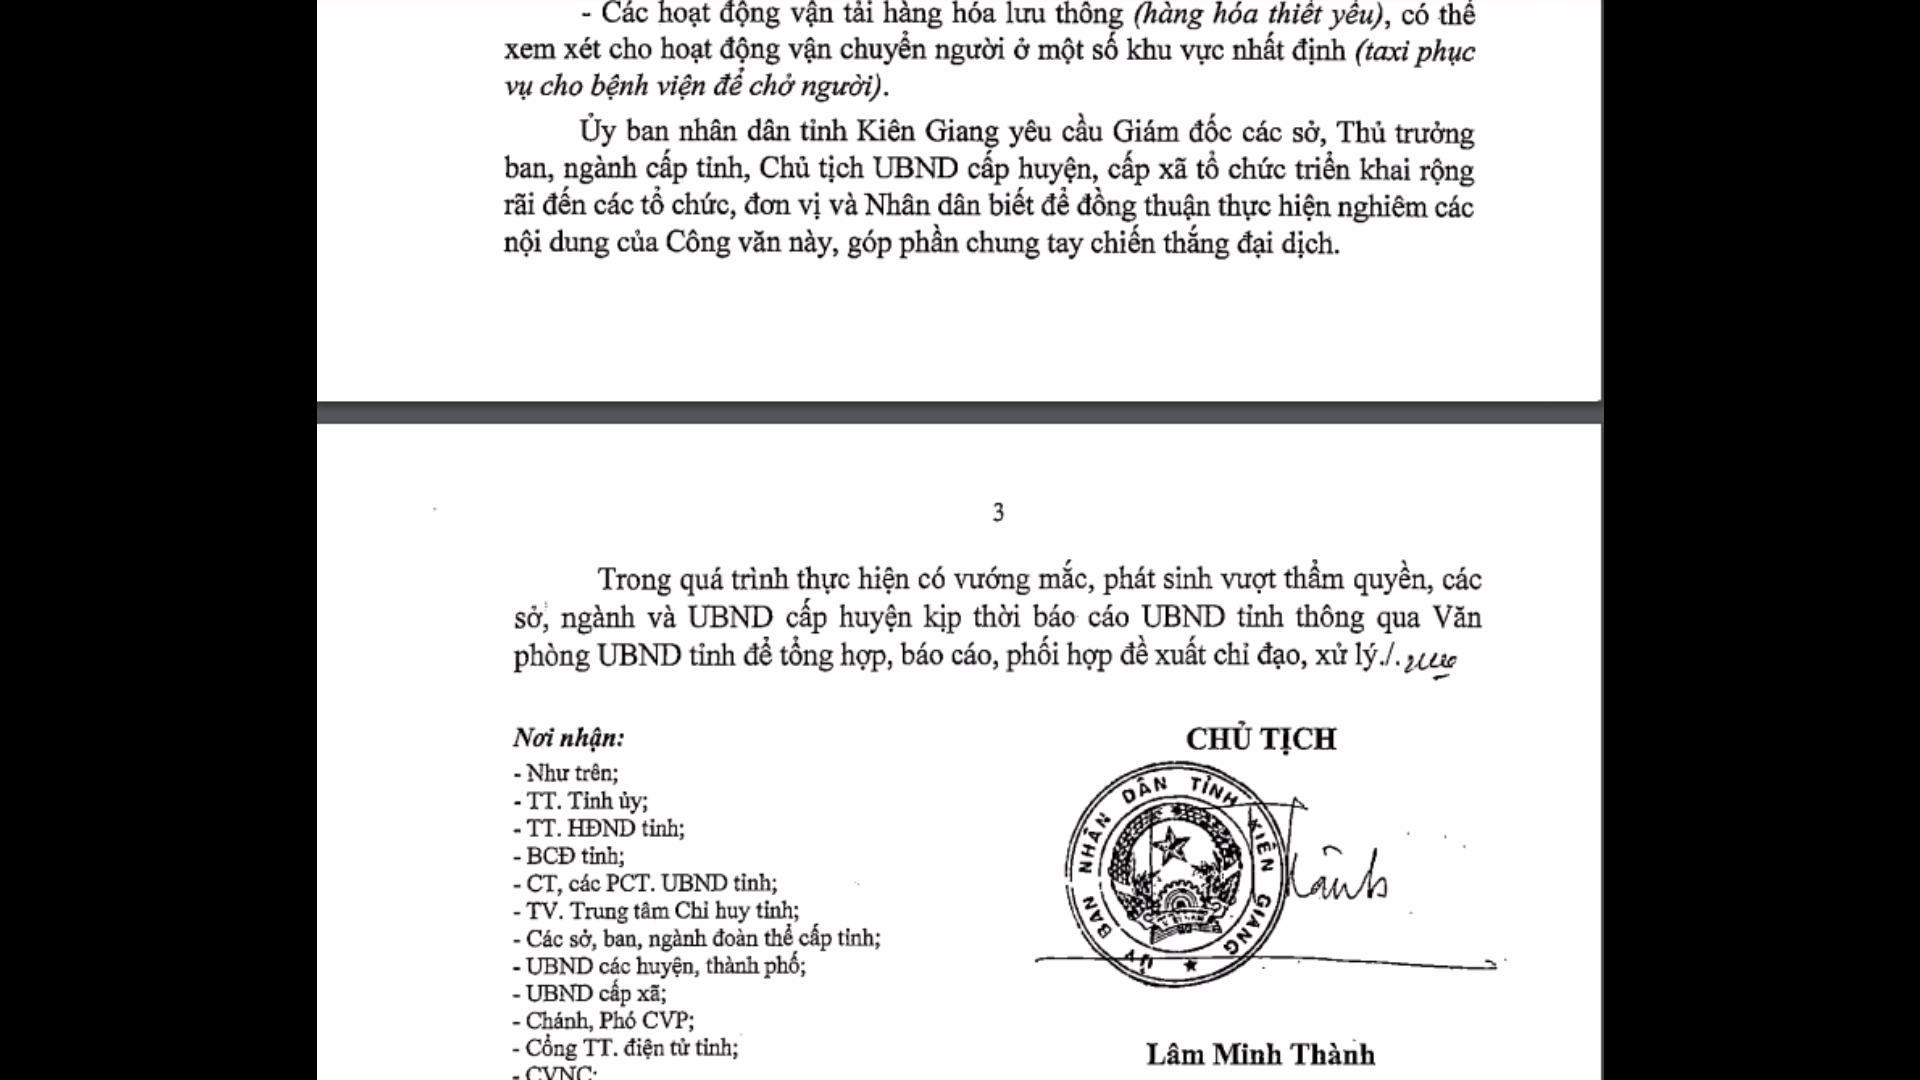 - Các hoạt động vận tải hàng hóa lưu thông (hàng hóa thiết yếu), có thể
xem xét cho hoạt động vận chuyển người ở một số khu vực nhất định (taxi phục
vụ cho bệnh viện để chở người).
Ủy ban nhân dân tỉnh Kiên Giang yêu cầu Giám đốc các sở, Thủ trưởng
ban, ngành cấp tỉnh, Chủ tịch UBND cấp huyện, cấp xã tổ chức triển khai rộng
rãi đến các tổ chức, đơn vị và Nhân dân biết để đồng thuận thực hiện nghiêm các
nội dung của Công văn này, góp phần chung tay chiến thắng đại dịch.
3
Trong quá trình thực hiện có vướng mắc, phát sinh vượt thẩm quyền, các
sở, ngành và UBND cấp huyện kịp thời báo cáo UBND tỉnh thông qua Văn
phòng UBND tỉnh để tổng hợp, báo cáo, phối hợp đề xuất chỉ đạo, xử lý./.
Nơi nhận:
- Như trên;
- TT. Tỉnh ủy;
- TT. HĐND tỉnh;
- BCĐ tỉnh;
- CT, các PCT. UBND tỉnh;
- TV. Trung tâm Chỉ huy tỉnh;
- Các sở, ban, ngành đoàn thể cấp tỉnh;
- UBND các huyện, thành phố;
- UBND cấp xã;
- Chánh, Phó CVP;
- Cổng TT. điện tử tỉnh;
- CVNC;
CHỦ TỊCH
ỦY BAN NHÂN DÂN TỈNH KIÊN GIANG
Lâm Minh Thành